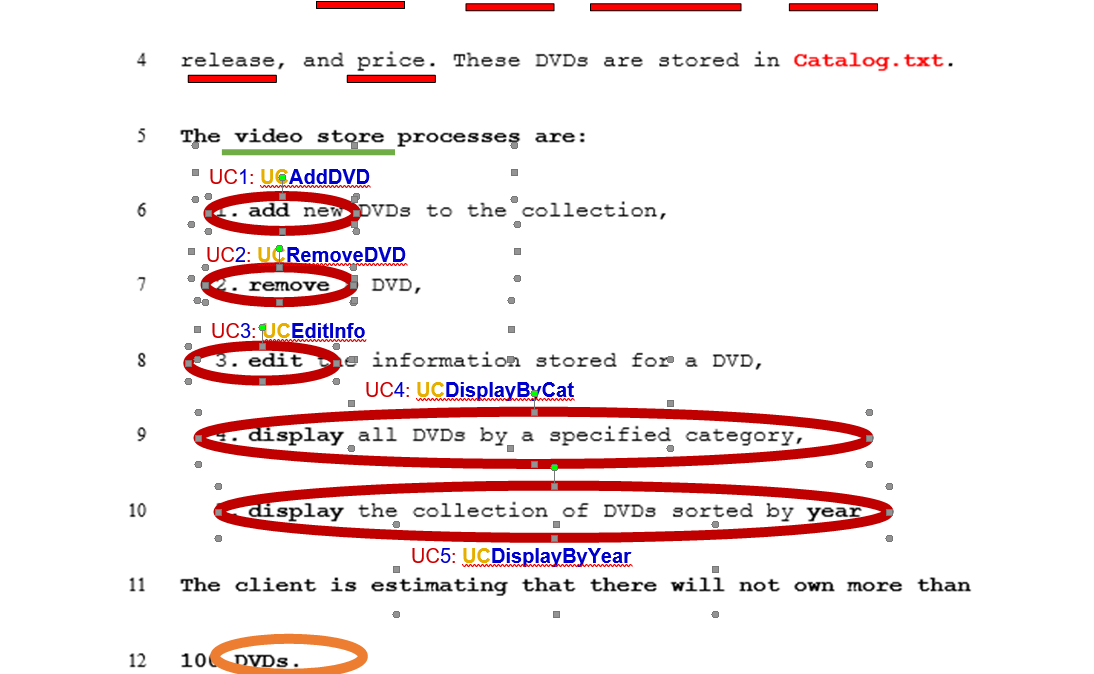 4 release, and price. These DVDs are stored in Catalog.txt.
5 The video store processes are:
UC1: UCAddDVD
6 1. add new DVDs to the collection,
UC2: UCRemoveDVD
7 2. remove DVD,
UC3: UCEditInfo
8 3. edit the information stored for a DVD,
UC4: UCDisplayByCat
9 4. display all DVDs by a specified category,
10 display the collection of DVDs sorted by year
UC5: UCDisplayByYear
11 The client is estimating that there will not own more than
12 100 DVDs.